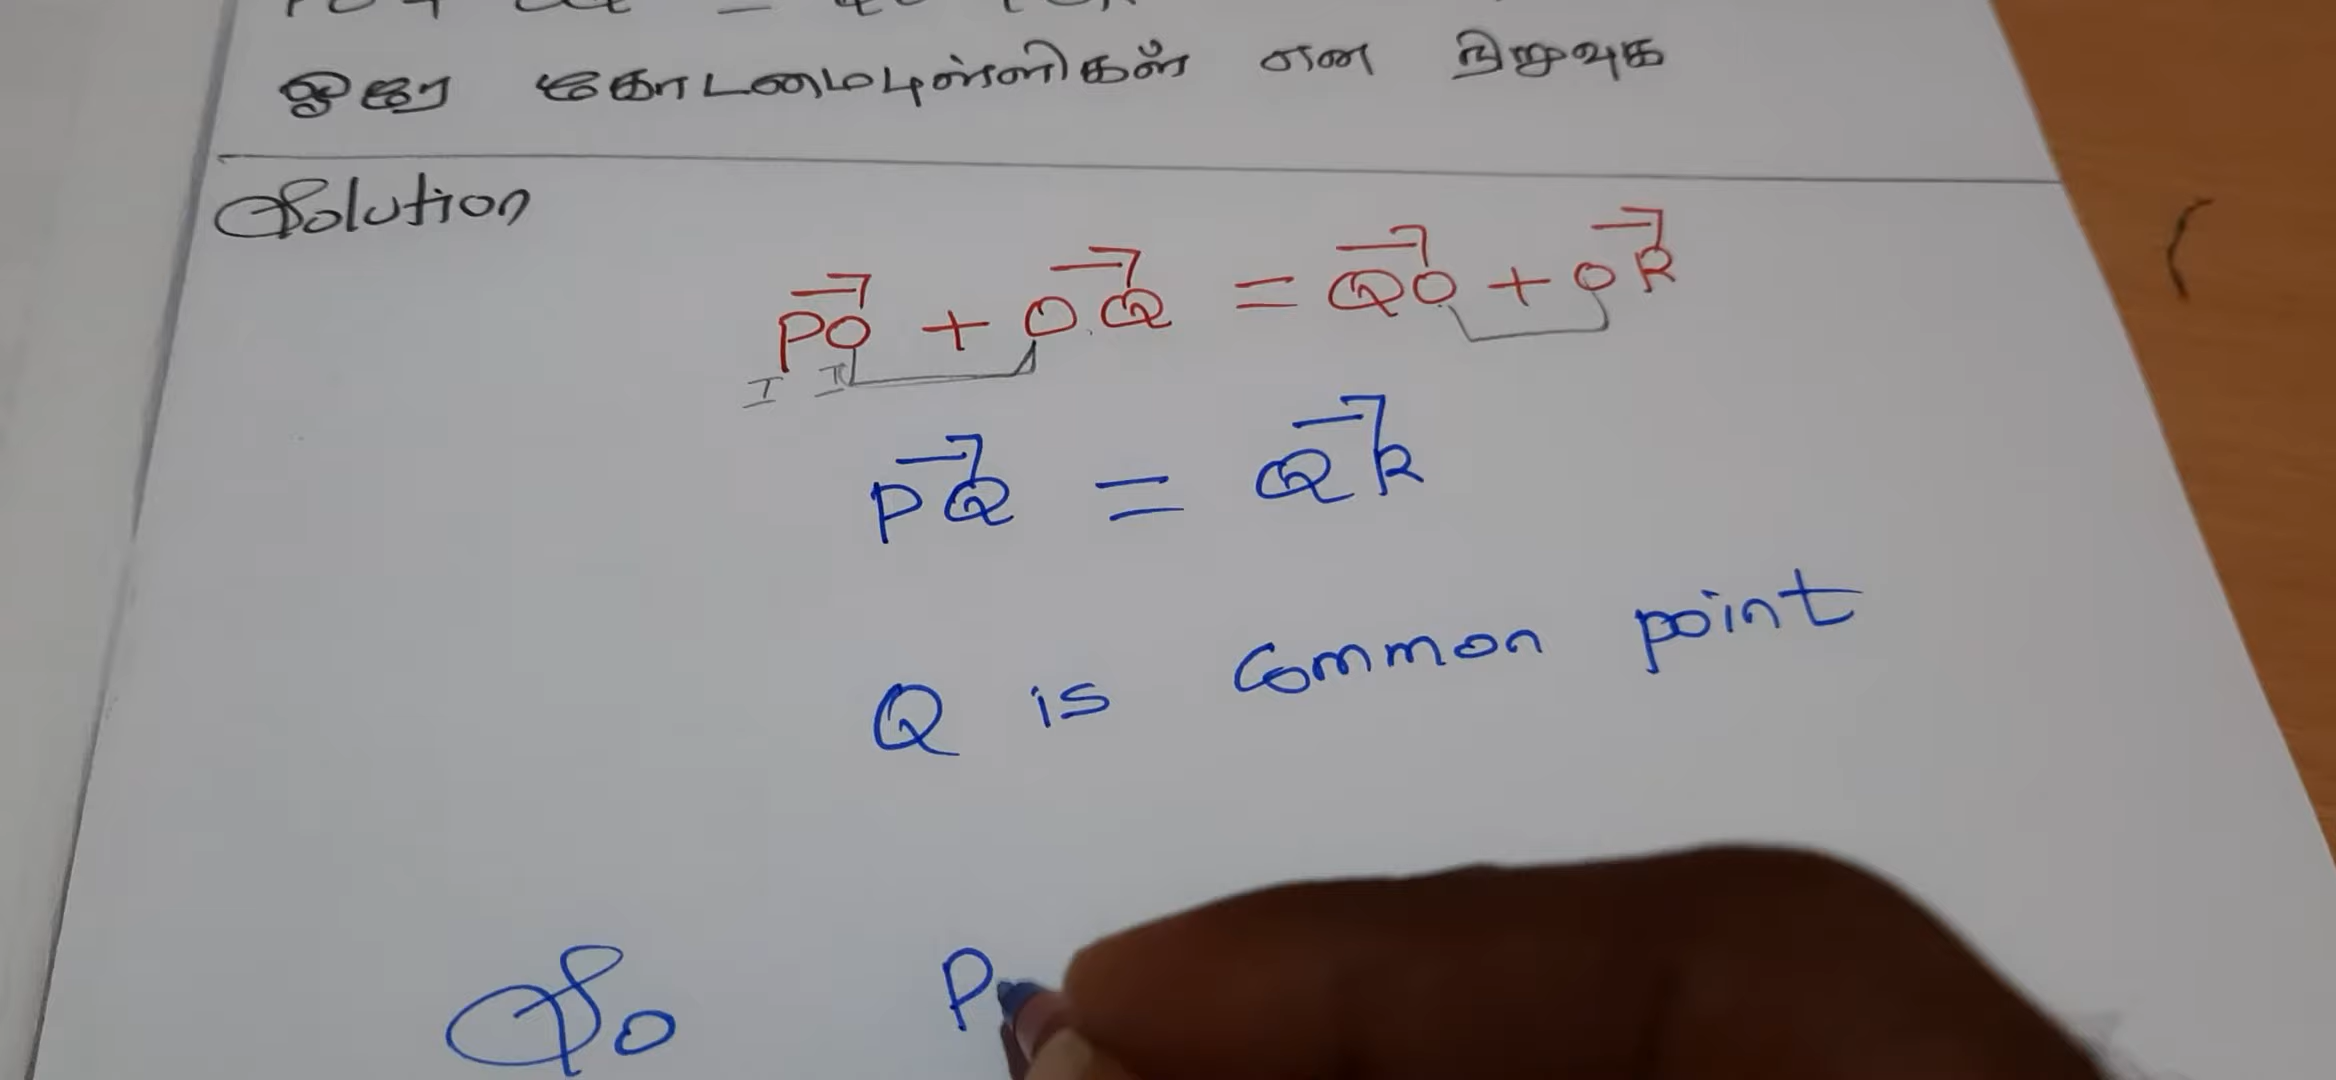 ஒரே கோடமைபுள்ளிகள் என நிறுவுக
Solution
PO⃗ + OQ⃗ = QO⃗ + OR⃗
I I
PQ⃗ = QR⃗
Q is common point
So P